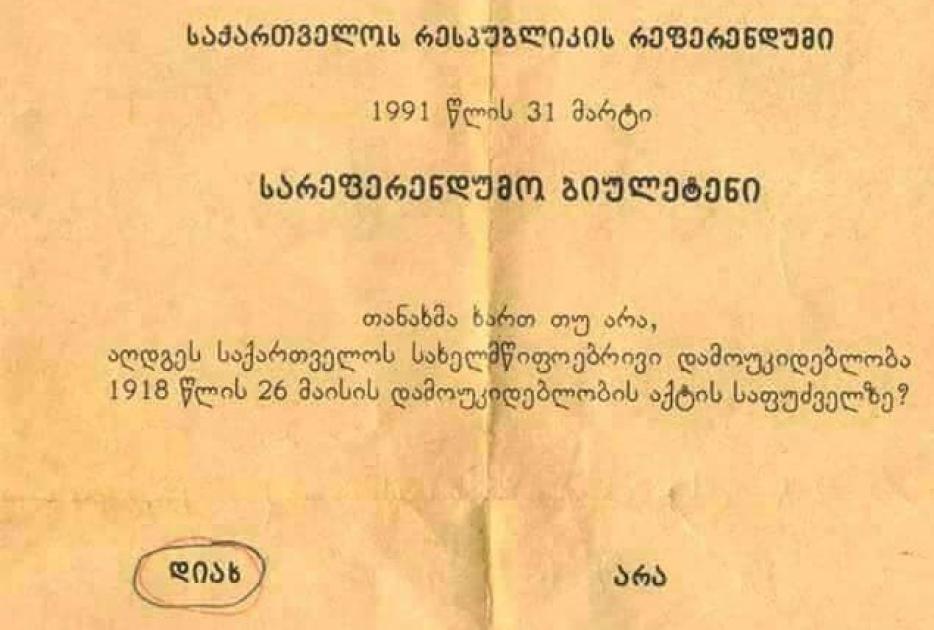 საქართველოს რესპუბლიკის რეფერენდუმი
1991 წლის 31 მარტი
სარეფერენდუმო ბიულეტენი
თანახმა ხართ თუ არა,
აღდგეს საქართველოს სახელმწიფოებრივი დამოუკიდებლობა
1918 წლის 26 მაისის დამოუკიდებლობის აქტის საფუძველზე?
დიახ არა